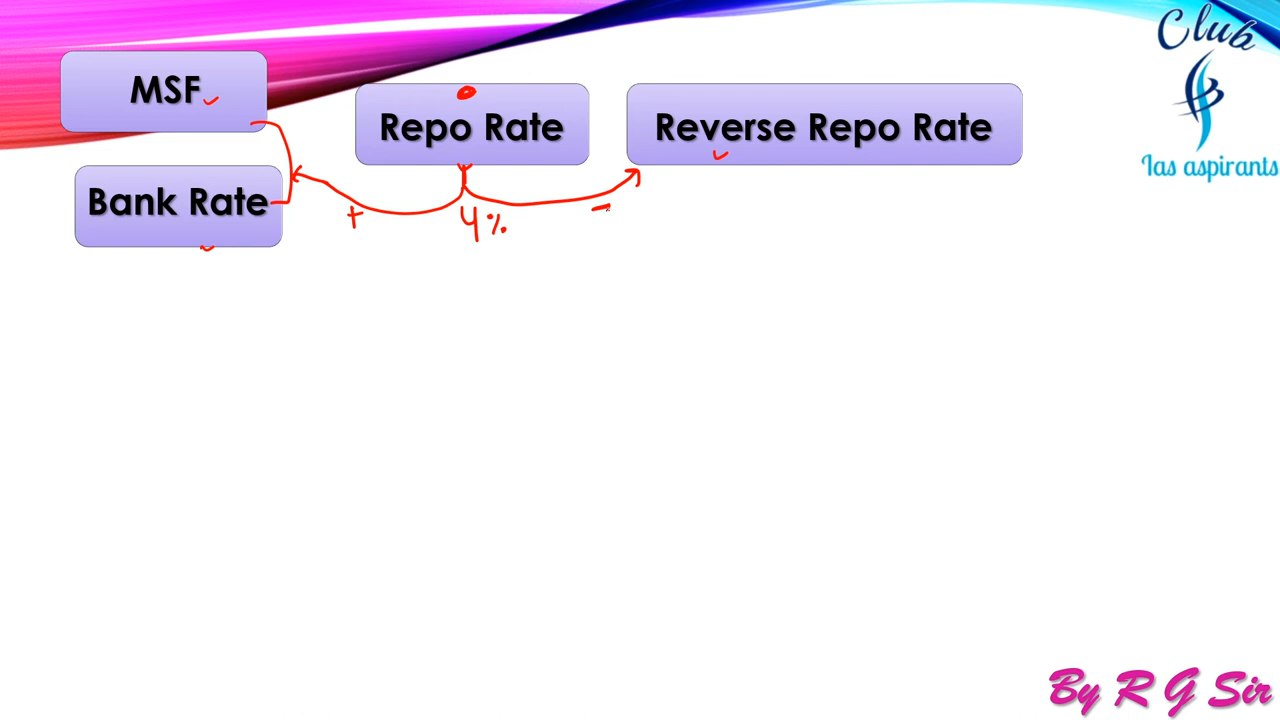 Club
Ias aspirants
MSF
Repo Rate
Reverse Repo Rate
Bank Rate
+
4%
-
By R G Sir